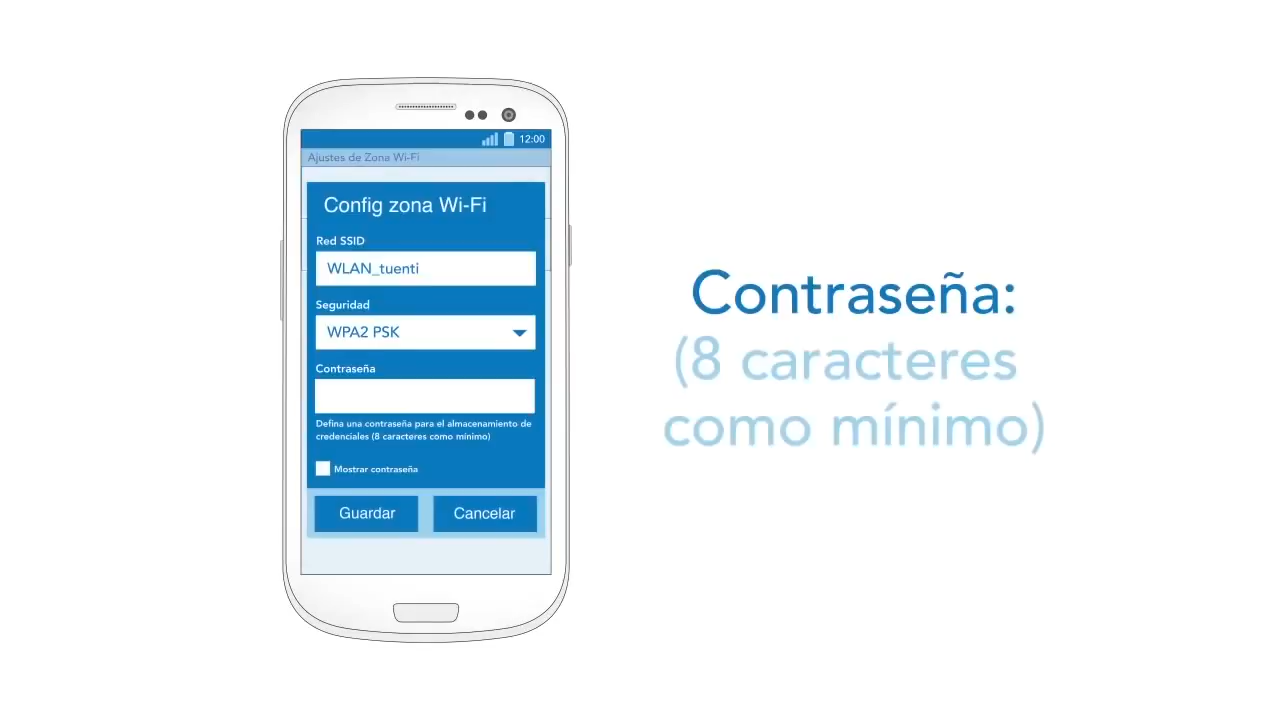 12:00
Ajustes de Zona Wi-Fi
Config zona Wi-Fi
Red SSID
WLAN_tuenti
Seguridad
WPA2 PSK
Contraseña
Defina una contraseña para el almacenamiento de
credenciales (8 caracteres como mínimo)
Mostrar contraseña
Guardar
Cancelar
Contraseña:
(8 caracteres
como mínimo)